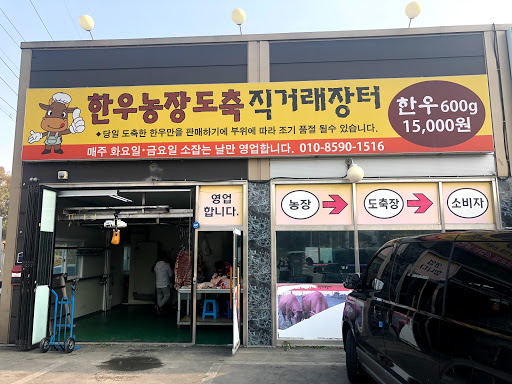 한우농장도축 직거래장터
한우 600g
15,000원
◆당일 도축한 한우만을 판매하기에 부위에 따라 조기 품절 될수 있습니다.
매주 화요일·금요일 소잡는 날만 영업합니다. 010-8590-1516
영업
합니다.
농장
도축장
소비자